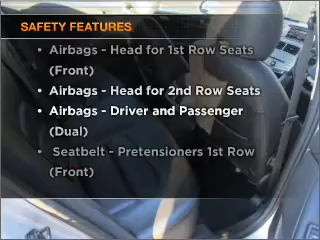 SAFETY FEATURES
• Airbags - Head for 1st Row Seats
(Front)
• Airbags - Head for 2nd Row Seats
• Airbags - Driver and Passenger
(Dual)
• Seatbelt - Pretensioners 1st Row
(Front)